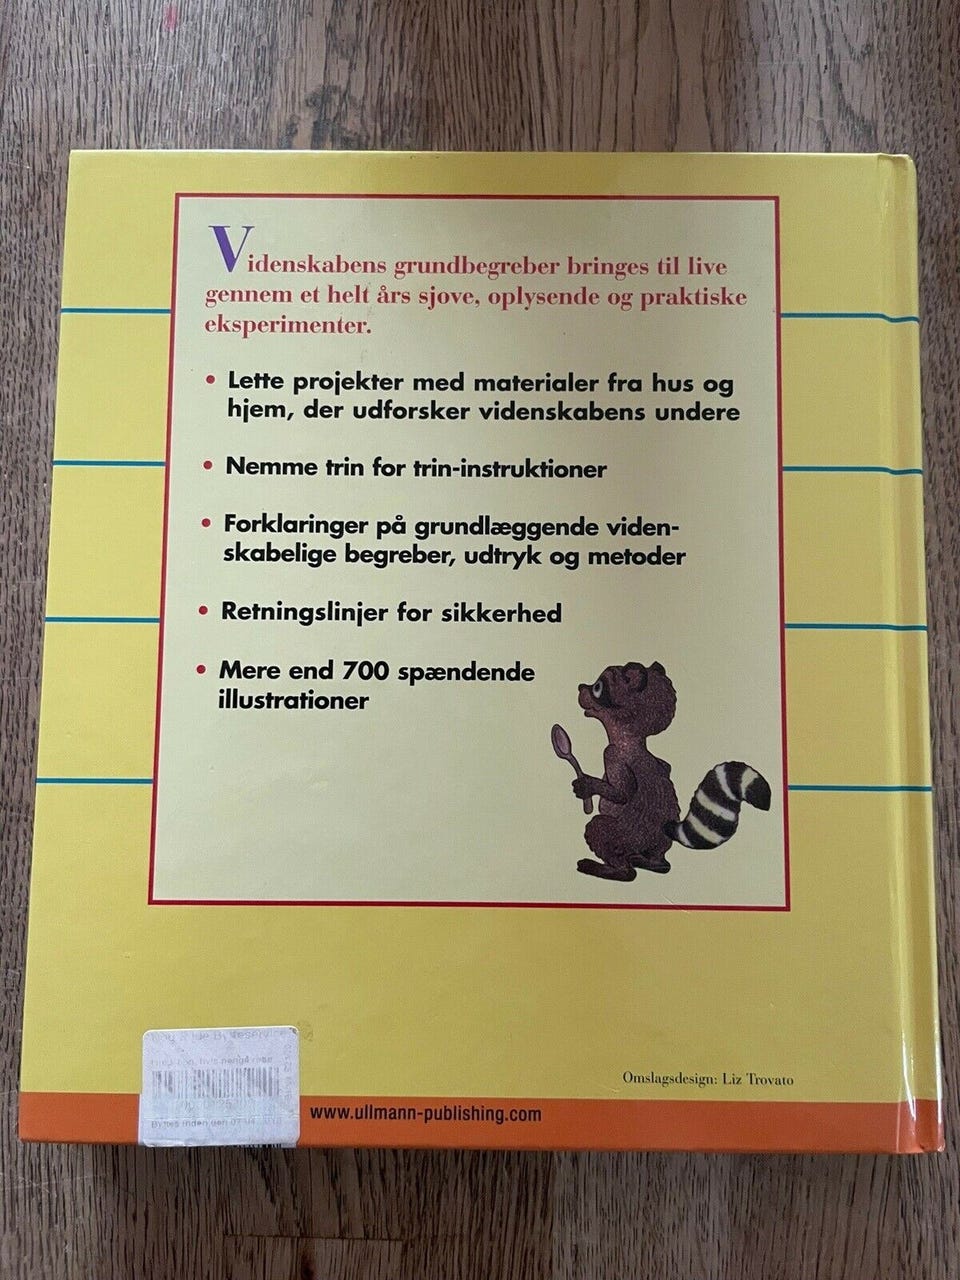 Videnskabens grundbegreber bringes til live
gennem et helt års sjove, oplysende og praktiske
eksperimenter.
• Lette projekter med materialer fra hus og
hjem, der udforsker videnskabens undere
• Nemme trin for trin-instruktioner
• Forklaringer på grundlæggende viden-
skabelige begreber, udtryk og metoder
• Retningslinjer for sikkerhed
• Mere end 700 spændende
illustrationer
Omslagsdesign: Liz Trovato
www.ullmann-publishing.com